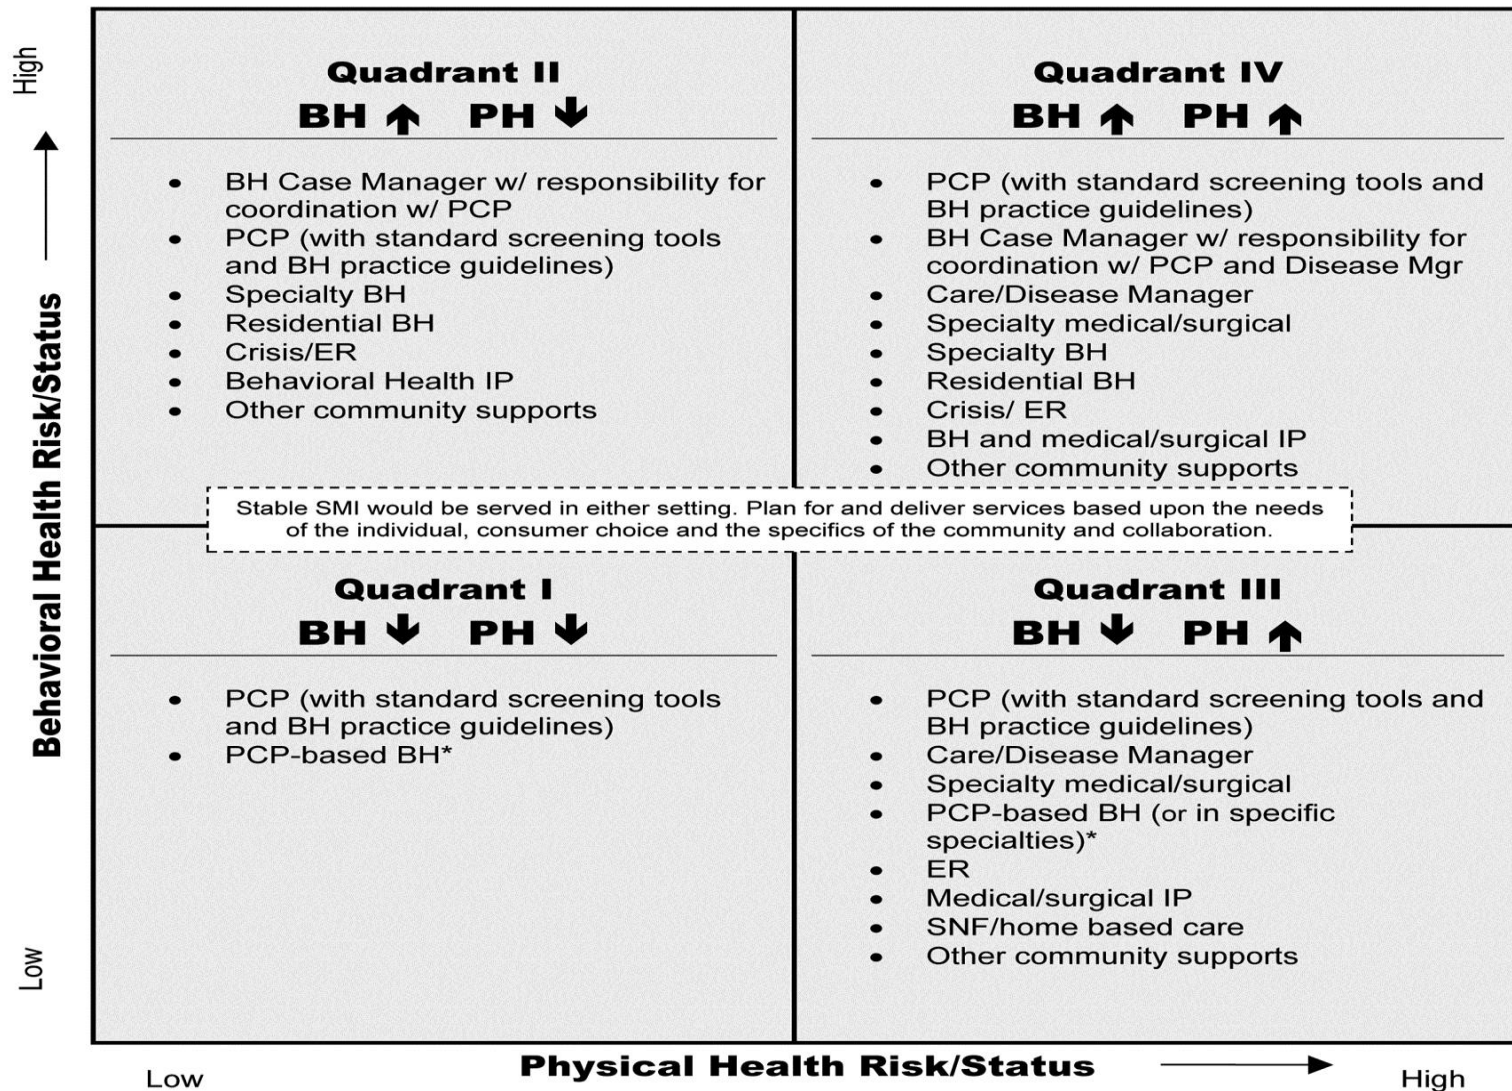 High
Behavioral Health Risk/Status
Low
Quadrant II
BH ↑ PH ↓
• BH Case Manager w/ responsibility for
coordination w/ PCP
• PCP (with standard screening tools
and BH practice guidelines)
• Specialty BH
• Residential BH
• Crisis/ER
• Behavioral Health IP
• Other community supports
Quadrant IV
BH ↑ PH ↑
• PCP (with standard screening tools and
BH practice guidelines)
• BH Case Manager w/ responsibility for
coordination w/ PCP and Disease Mgr
• Care/Disease Manager
• Specialty medical/surgical
• Specialty BH
• Residential BH
• Crisis/ ER
• BH and medical/surgical IP
• Other community supports
Stable SMI would be served in either setting. Plan for and deliver services based upon the needs
of the individual, consumer choice and the specifics of the community and collaboration.
Quadrant I
BH ↓ PH ↓
• PCP (with standard screening tools
and BH practice guidelines)
• PCP-based BH*
Quadrant III
BH ↓ PH ↑
• PCP (with standard screening tools and
BH practice guidelines)
• Care/Disease Manager
• Specialty medical/surgical
• PCP-based BH (or in specific
specialties)*
• ER
• Medical/surgical IP
• SNF/home based care
• Other community supports
Low
Physical Health Risk/Status
High